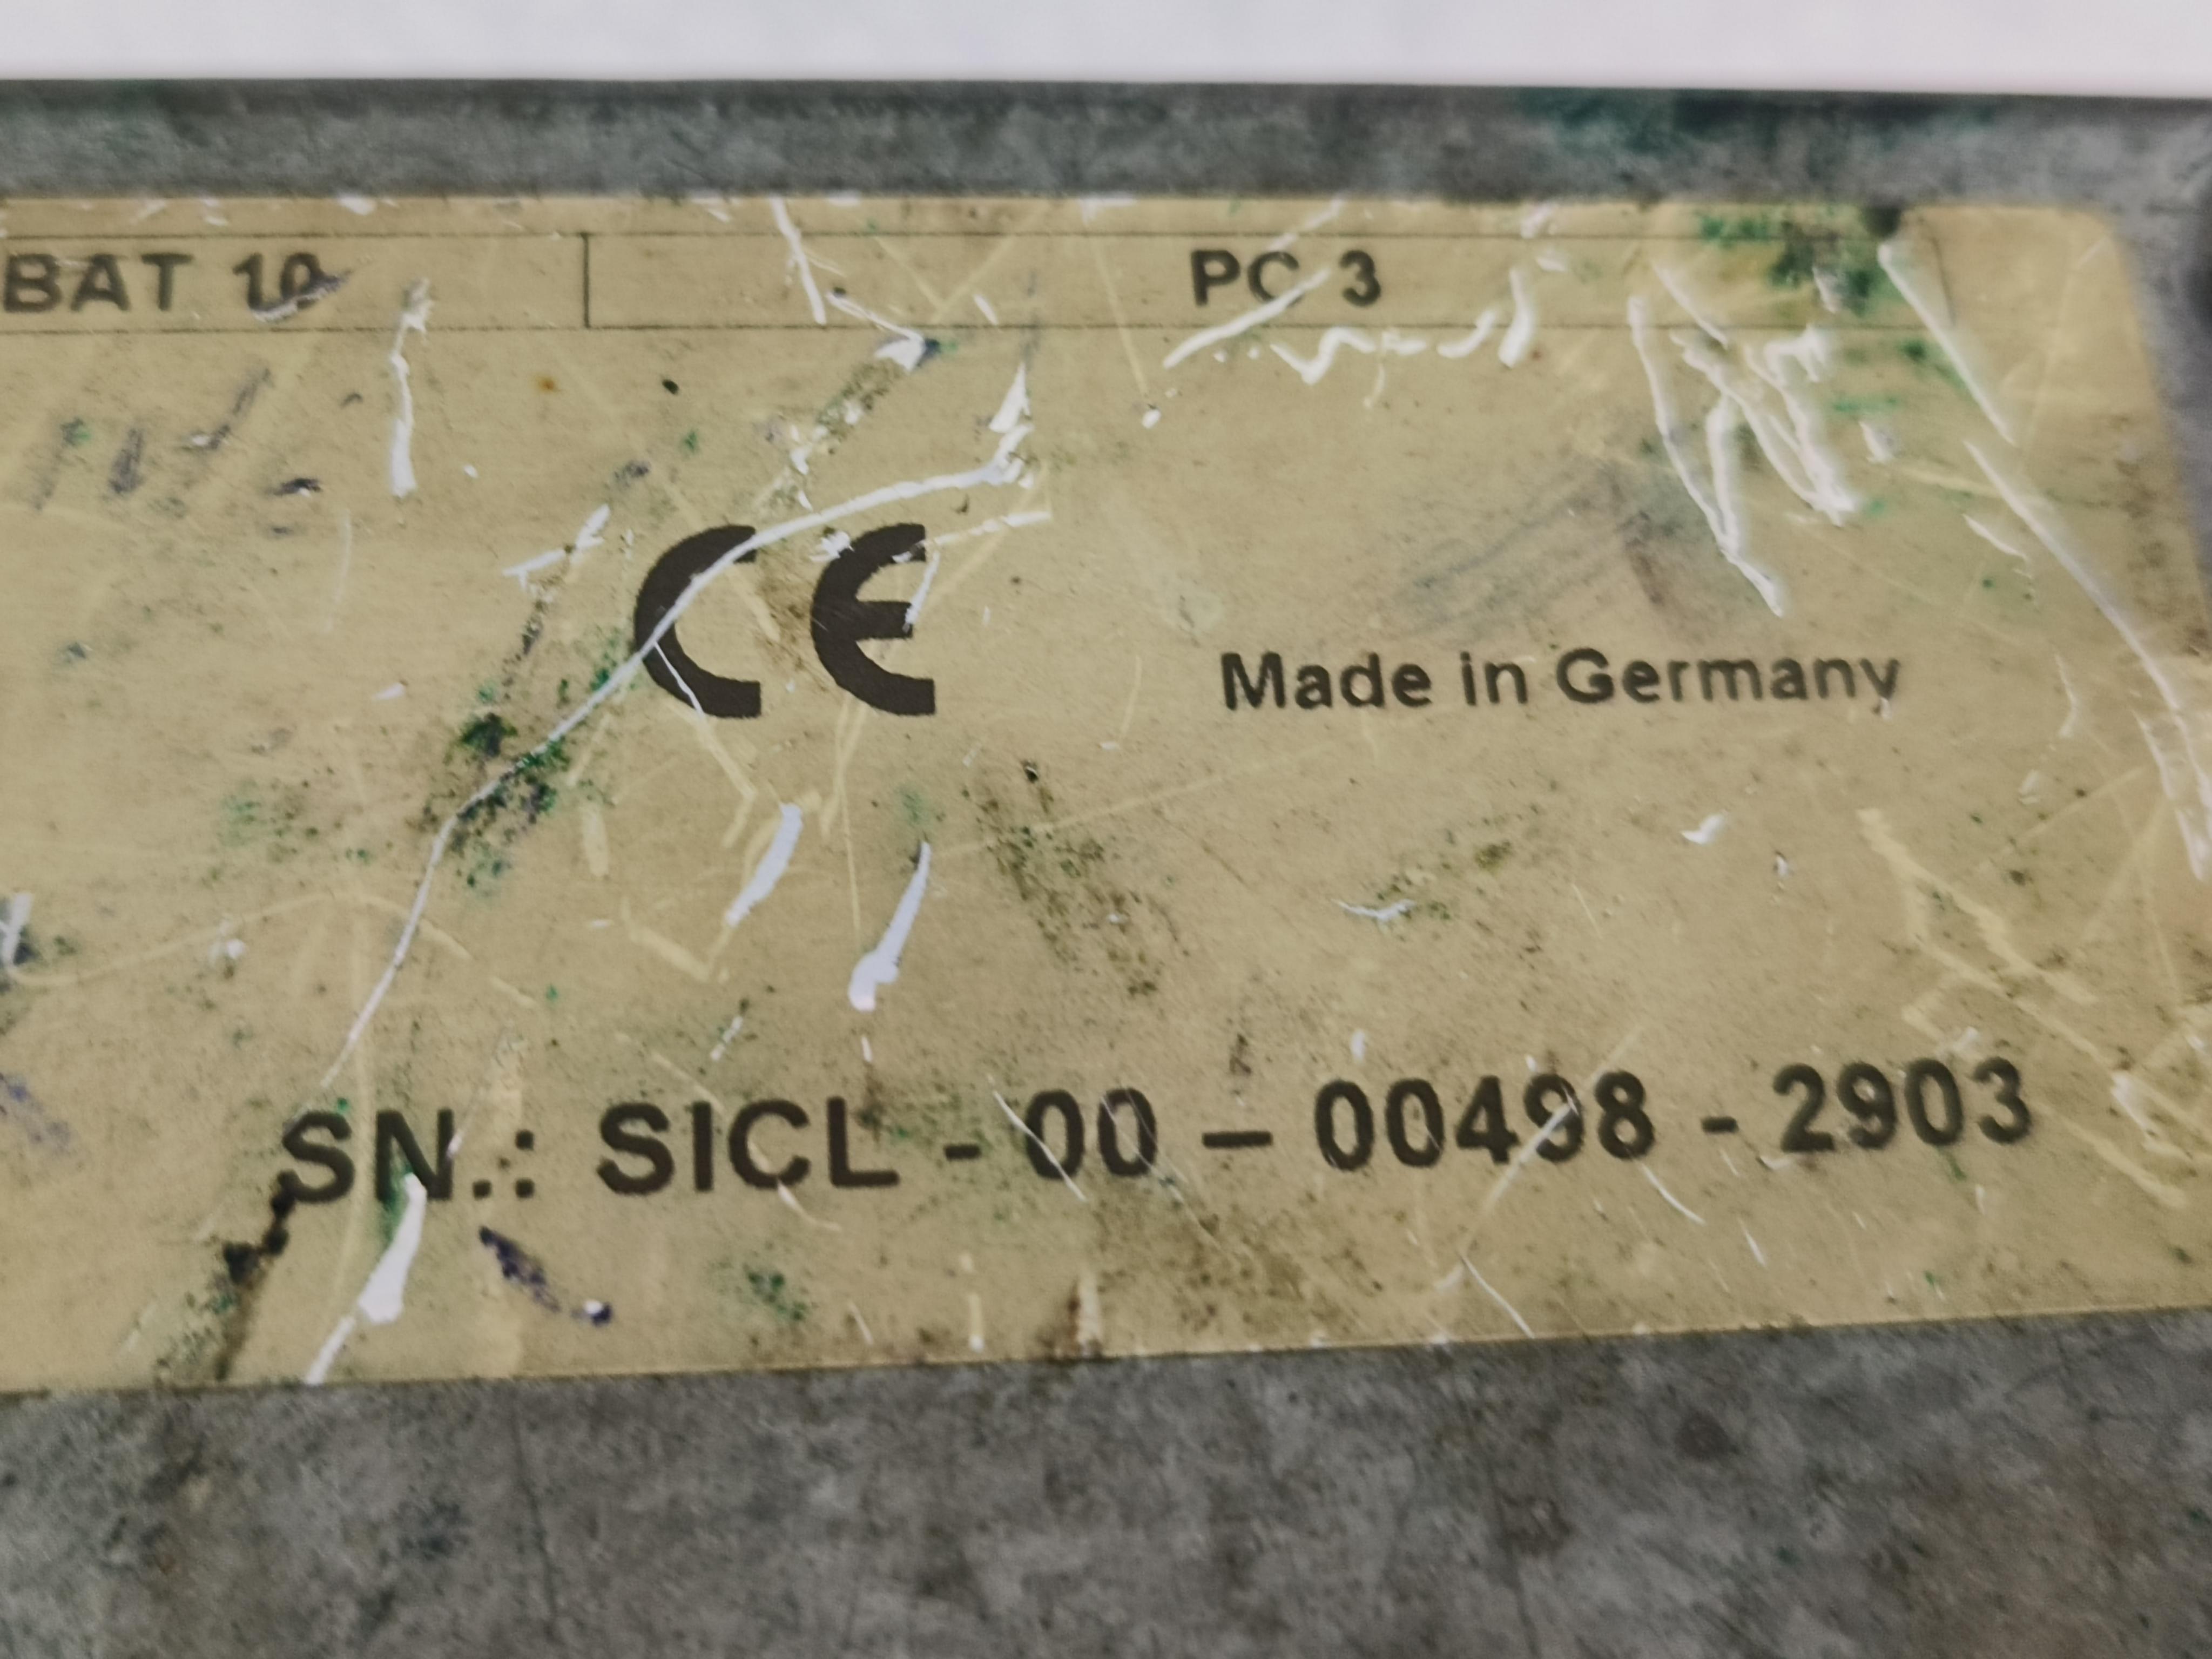 BAT 10 PC 3
CE
Made in Germany
SN.: SICL - 00 – 00498 - 2903